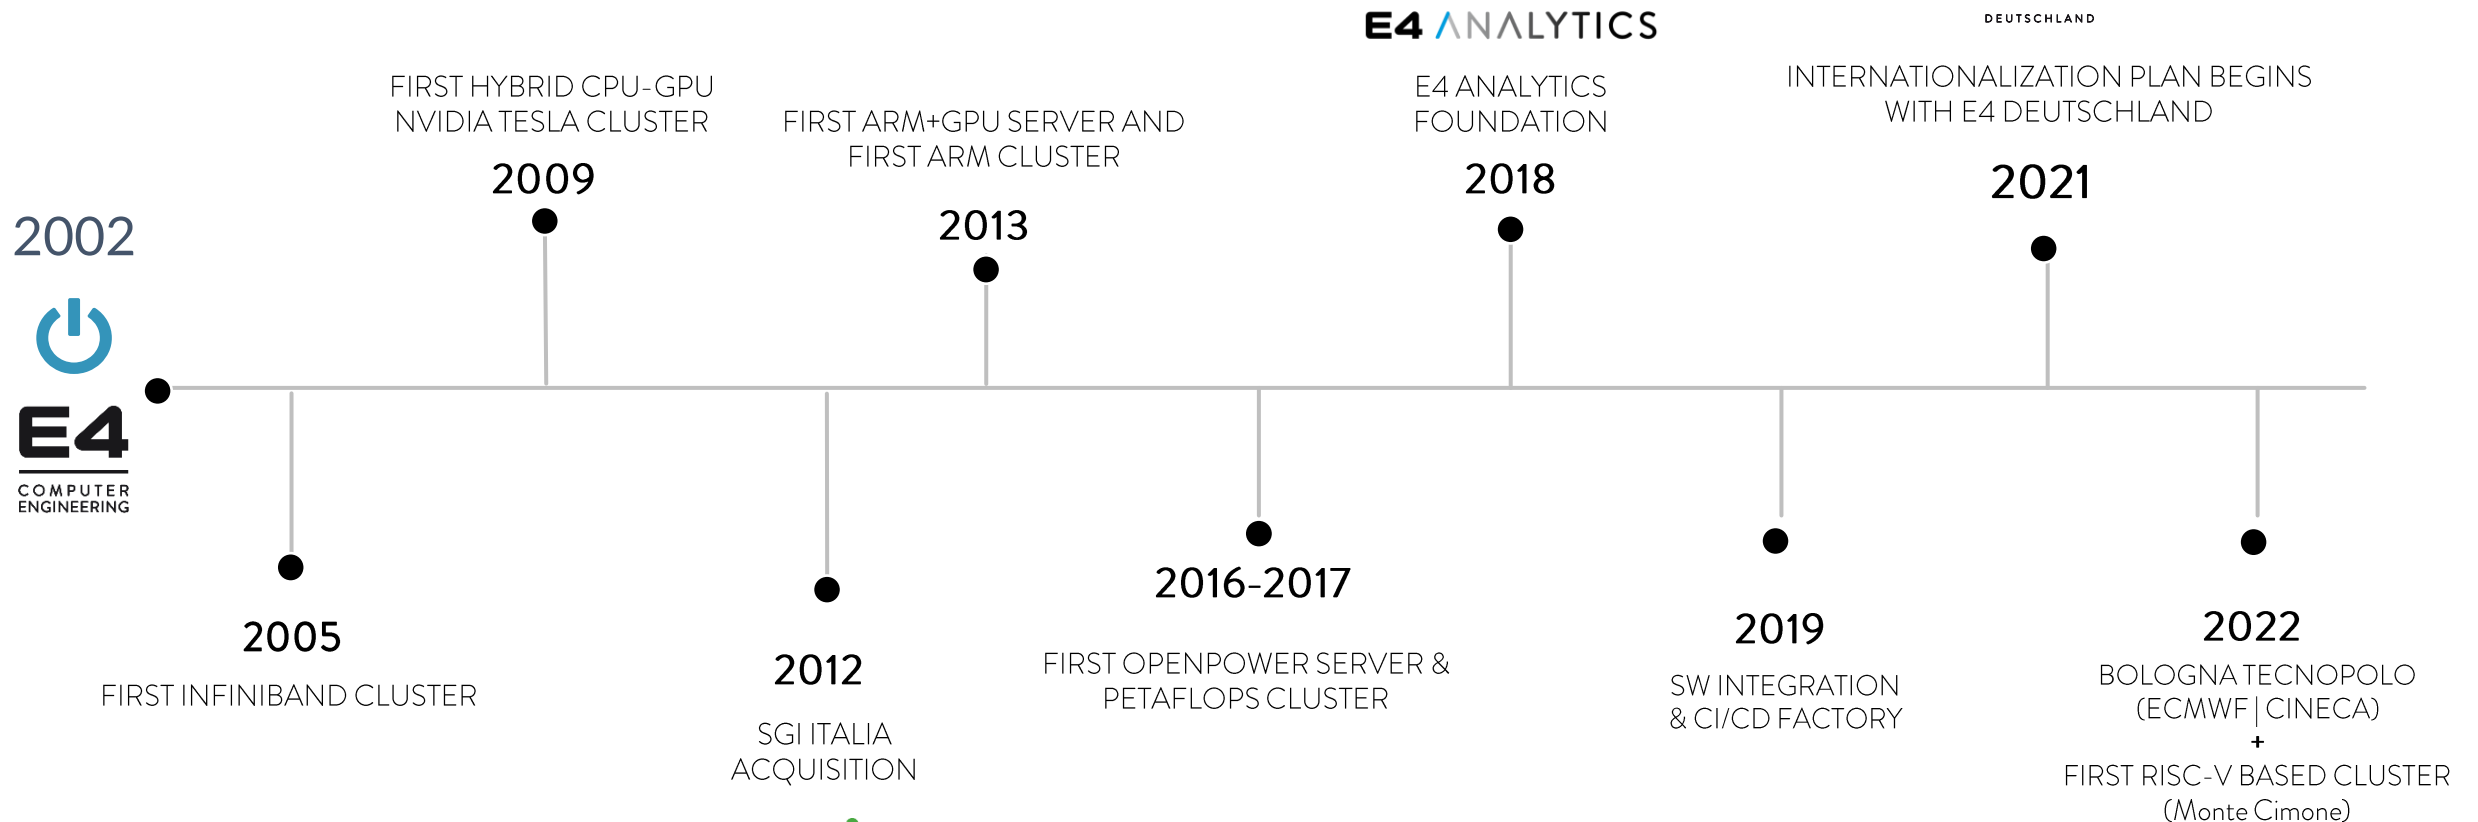 2002
E4
COMPUTER
ENGINEERING
2005
FIRST INFINIBAND CLUSTER
FIRST HYBRID CPU-GPU
NVIDIA TESLA CLUSTER
2009
2012
SGI ITALIA
ACQUISITION
FIRST ARM+GPU SERVER AND
FIRST ARM CLUSTER
2013
2016-2017
FIRST OPENPOWER SERVER &
PETAFLOPS CLUSTER
E4 ANALYTICS
E4 ANALYTICS
FOUNDATION
2018
2019
SW INTEGRATION
& CI/CD FACTORY
DEUTSCHLAND
INTERNATIONALIZATION PLAN BEGINS
WITH E4 DEUTSCHLAND
2021
2022
BOLOGNA TECNOPOLO
(ECMWF | CINECA)
+
FIRST RISC-V BASED CLUSTER
(Monte Cimone)